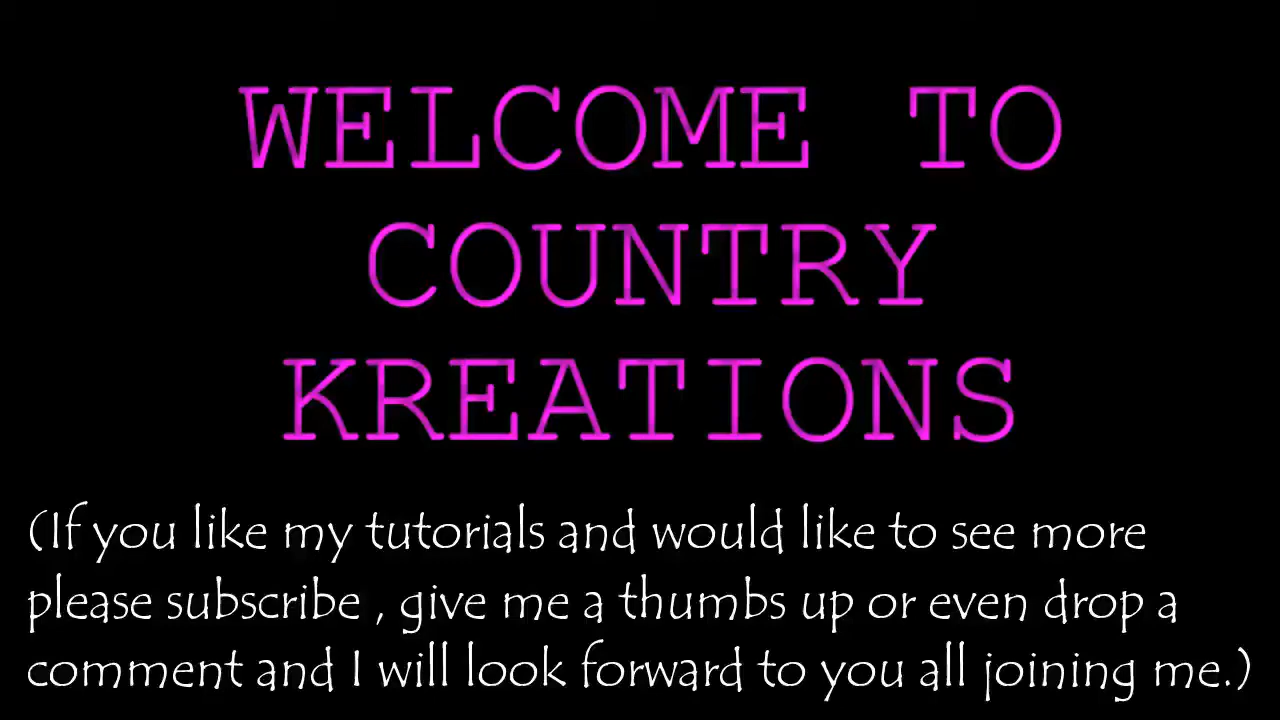 WELCOME TO
COUNTRY
KREATIONS
(If you like my tutorials and would like to see more
please subscribe , give me a thumbs up or even drop a
comment and I will look forward to you all joining me.)